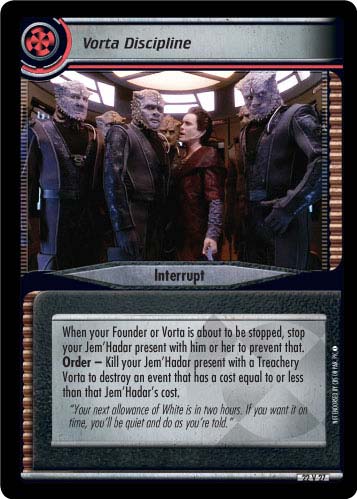 Vorta Discipline
Interrupt
When your Founder or Vorta is about to be stopped, stop
your Jem'Hadar present with him or her to prevent that.
Order – Kill your Jem'Hadar present with a Treachery
Vorta to destroy an event that has a cost equal to or less
than that Jem'Hadar's cost.
"Your next allowance of White is in two hours. If you want it on
time, you'll be quiet and do as you're told."
22 V 27